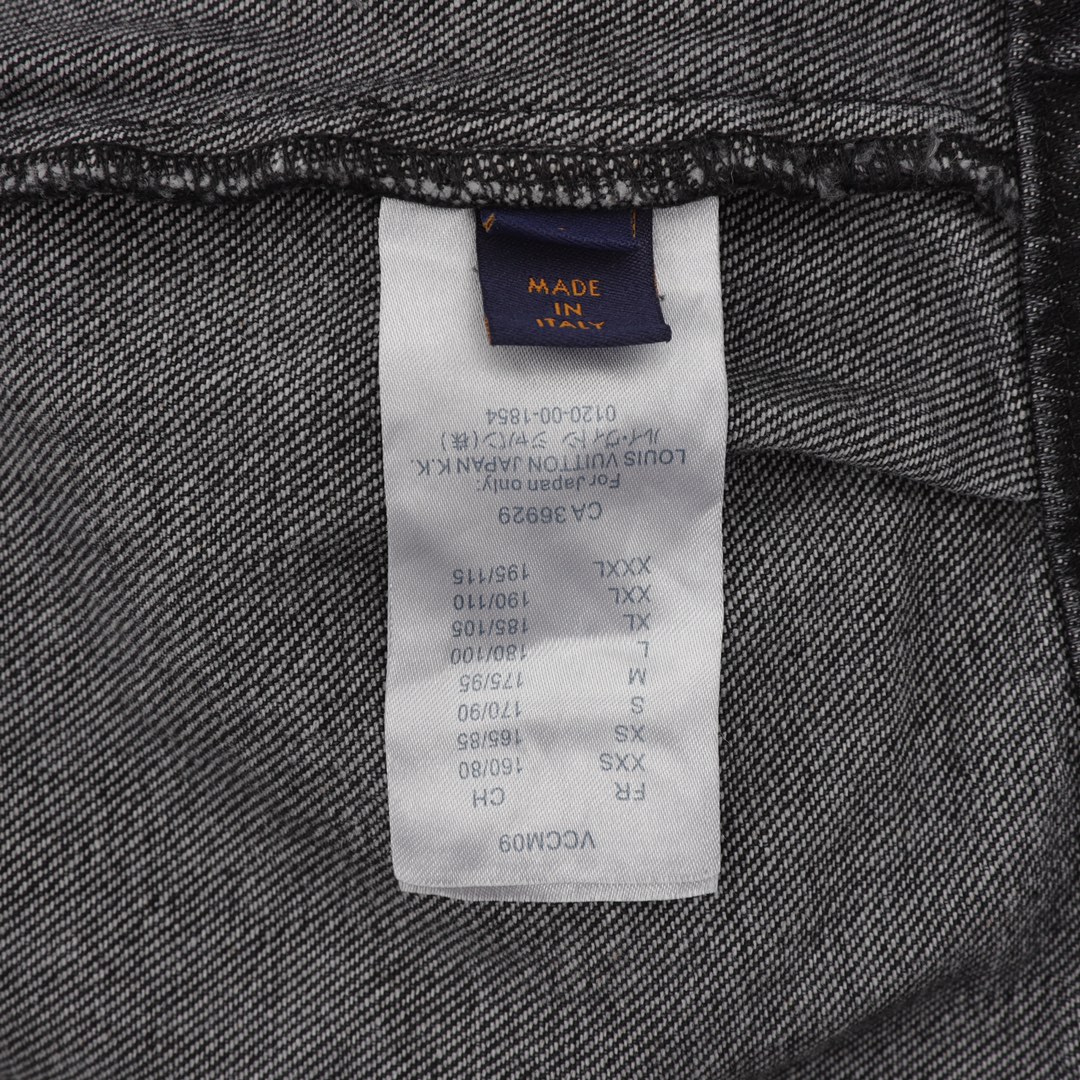 MADE
IN
ITALY
VCCM09
FR CH
XXS 160/80
XS 165/85
S 170/90
M 175/95
L 180/100
XL 185/105
XXL 190/110
XXXL 195/115
CA 36929
For Japan only:
LOUIS VUITTON JAPAN K.K.
ルイ・ヴィトン ジャパン(株)
0120-00-1854